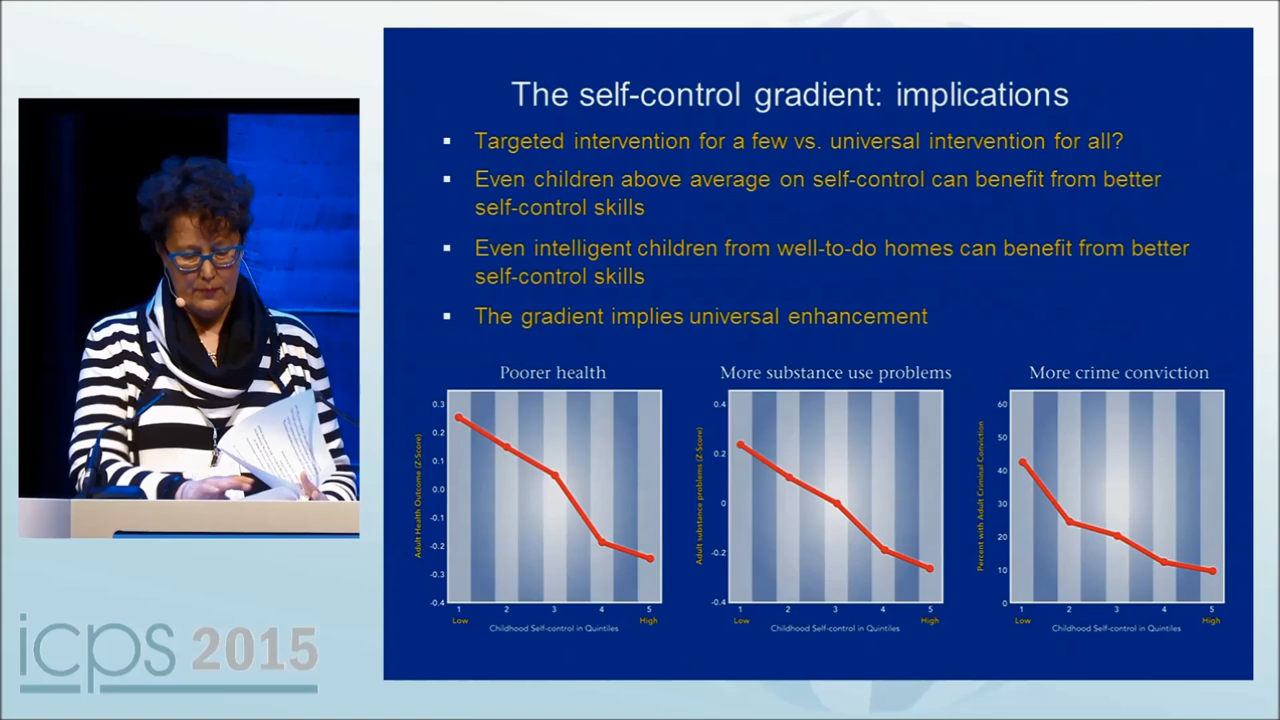 The self-control gradient: implications
Targeted intervention for a few vs. universal intervention for all?
Even children above average on self-control can benefit from better
self-control skills
Even intelligent children from well-to-do homes can benefit from better
self-control skills
The gradient implies universal enhancement
Poorer health
0.3
0.2
0.1
0.0
-0.1
-0.2
-0.3
-0.4
Adult Health Outcome (Z-Score)
1 2 3 4 5
Low High
Childhood Self-control in Quintiles
More substance use problems
0.4
0.2
0
-0.2
-0.4
Adult substance problems (Z-Score)
1 2 3 4 5
Low High
Childhood Self-control in Quintiles
More crime conviction
60
50
40
30
20
10
0
Percent with Adult Criminal Conviction
1 2 3 4 5
Low High
Childhood Self-control in Quintiles
icps 2015